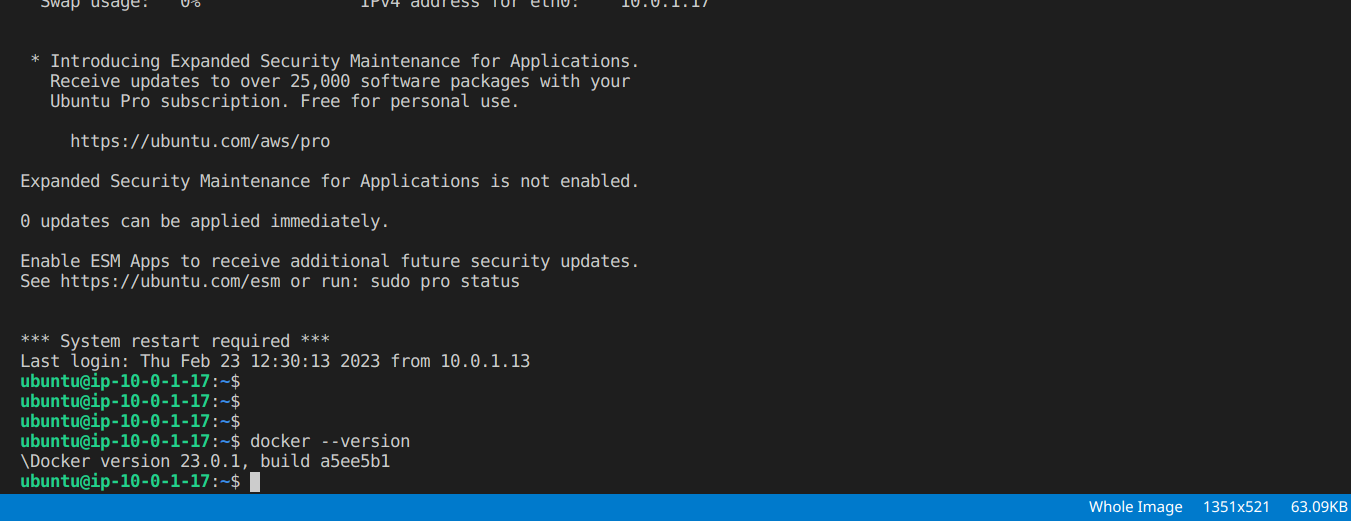 Swap usage: 0% IPv4 address for eth0: 10.0.1.17
* Introducing Expanded Security Maintenance for Applications.
Receive updates to over 25,000 software packages with your
Ubuntu Pro subscription. Free for personal use.
https://ubuntu.com/aws/pro
Expanded Security Maintenance for Applications is not enabled.
0 updates can be applied immediately.
Enable ESM Apps to receive additional future security updates.
See https://ubuntu.com/esm or run: sudo pro status
*** System restart required ***
Last login: Thu Feb 23 12:30:13 2023 from 10.0.1.13
ubuntu@ip-10-0-1-17:~$
ubuntu@ip-10-0-1-17:~$
ubuntu@ip-10-0-1-17:~$
ubuntu@ip-10-0-1-17:~$ docker --version
\Docker version 23.0.1, build a5ee5b1
ubuntu@ip-10-0-1-17:~$
Whole Image 1351x521 63.09KB